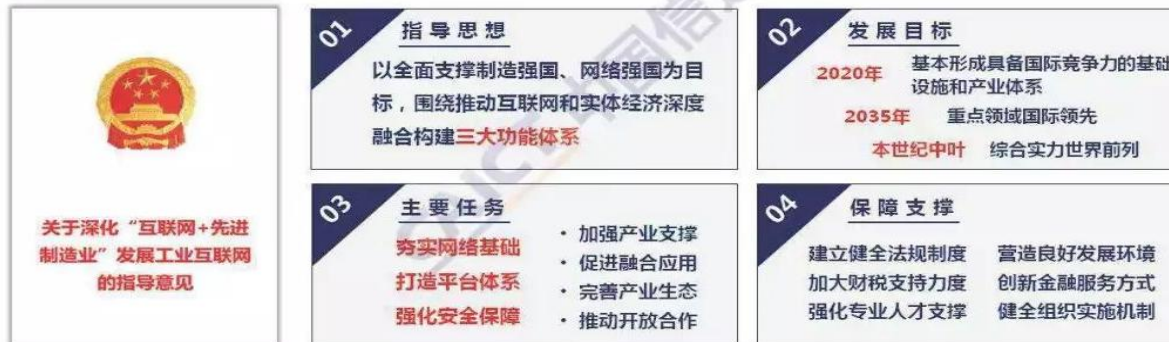 关于深化“互联网+先进
制造业”发展工业互联网
的指导意见
01
指导思想
以全面支撑制造强国、网络强国为目
标，围绕推动互联网和实体经济深度
融合构建三大功能体系
02
发展目标
2020年 基本形成具备国际竞争力的基础
设施和产业体系
2035年 重点领域国际领先
本世纪中叶 综合实力世界前列
03
主要任务
夯实网络基础
打造平台体系
强化安全保障
· 加强产业支撑
· 促进融合应用
· 完善产业生态
· 推动开放合作
04
保障支撑
建立健全法规制度 营造良好发展环境
加大财税支持力度 创新金融服务方式
强化专业人才支撑 健全组织实施机制
CAICT 中国信